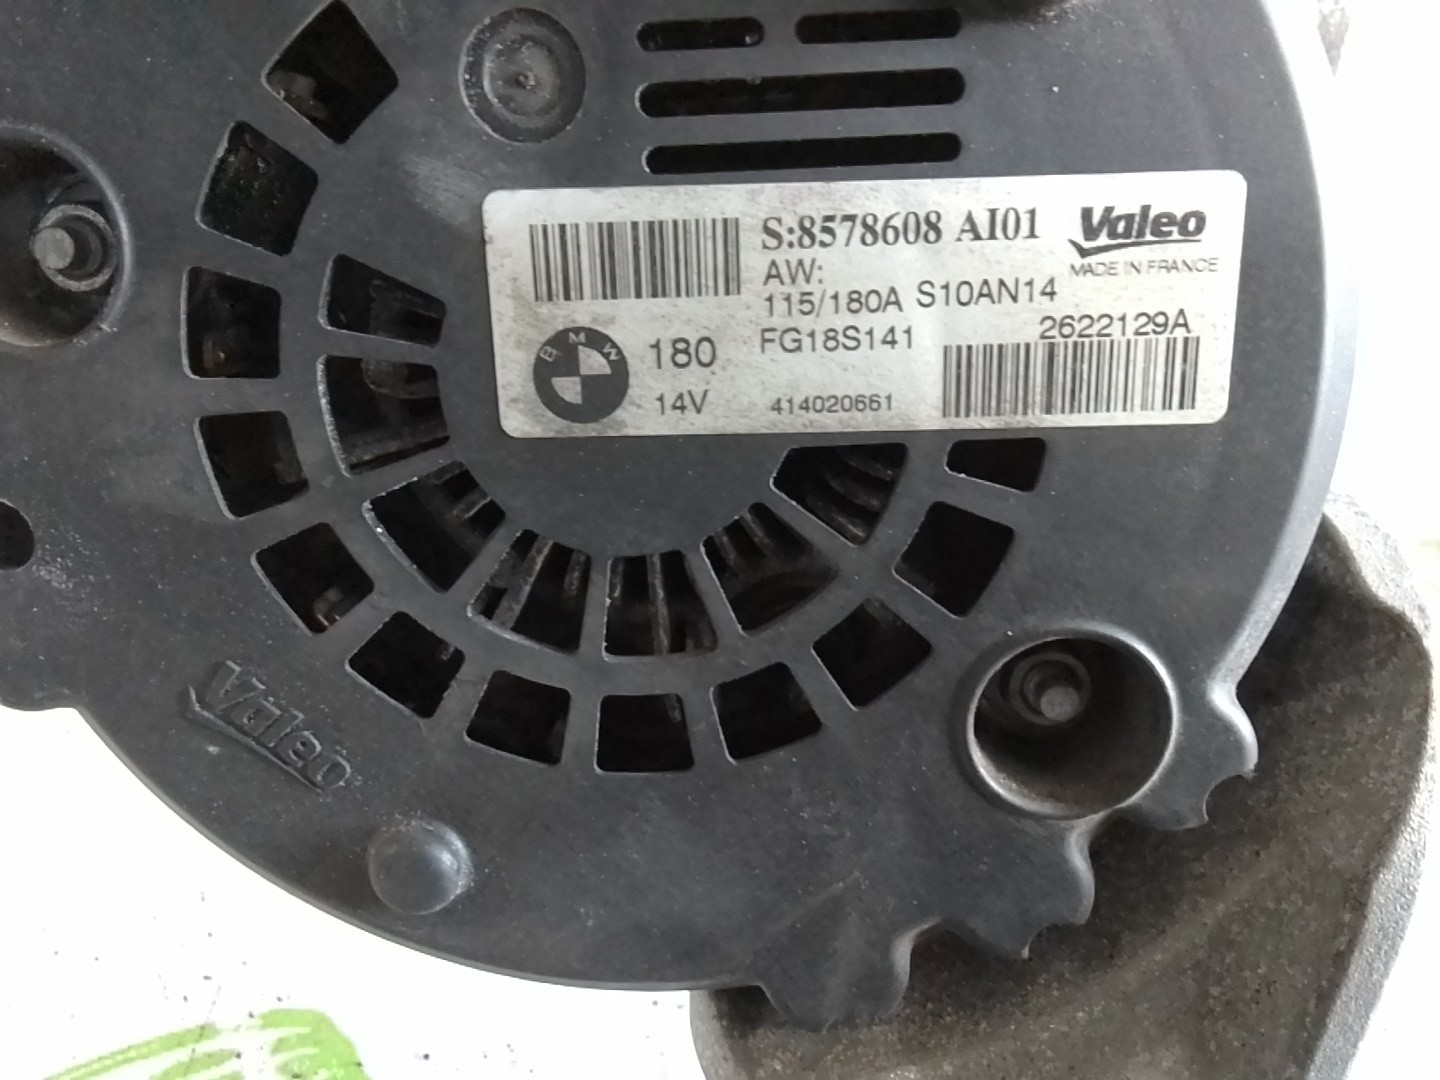 S:8578608 AI01
Valeo
MADE IN FRANCE
AW:
115/180A S10AN14
FG18S141
2622129A
BMW
180
14V
414020661
Valeo